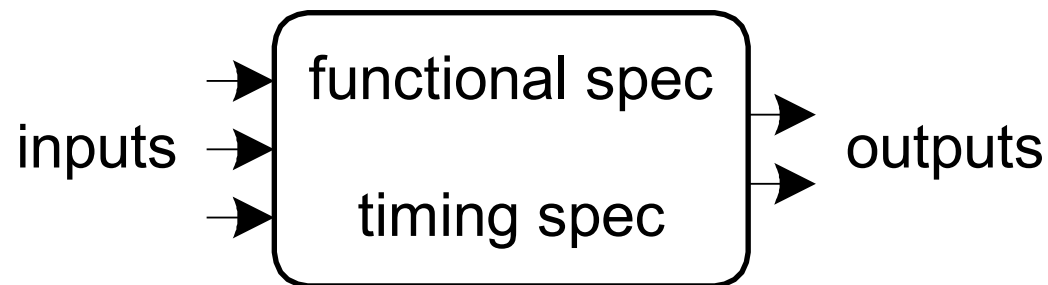 functional spec
inputs
outputs
timing spec